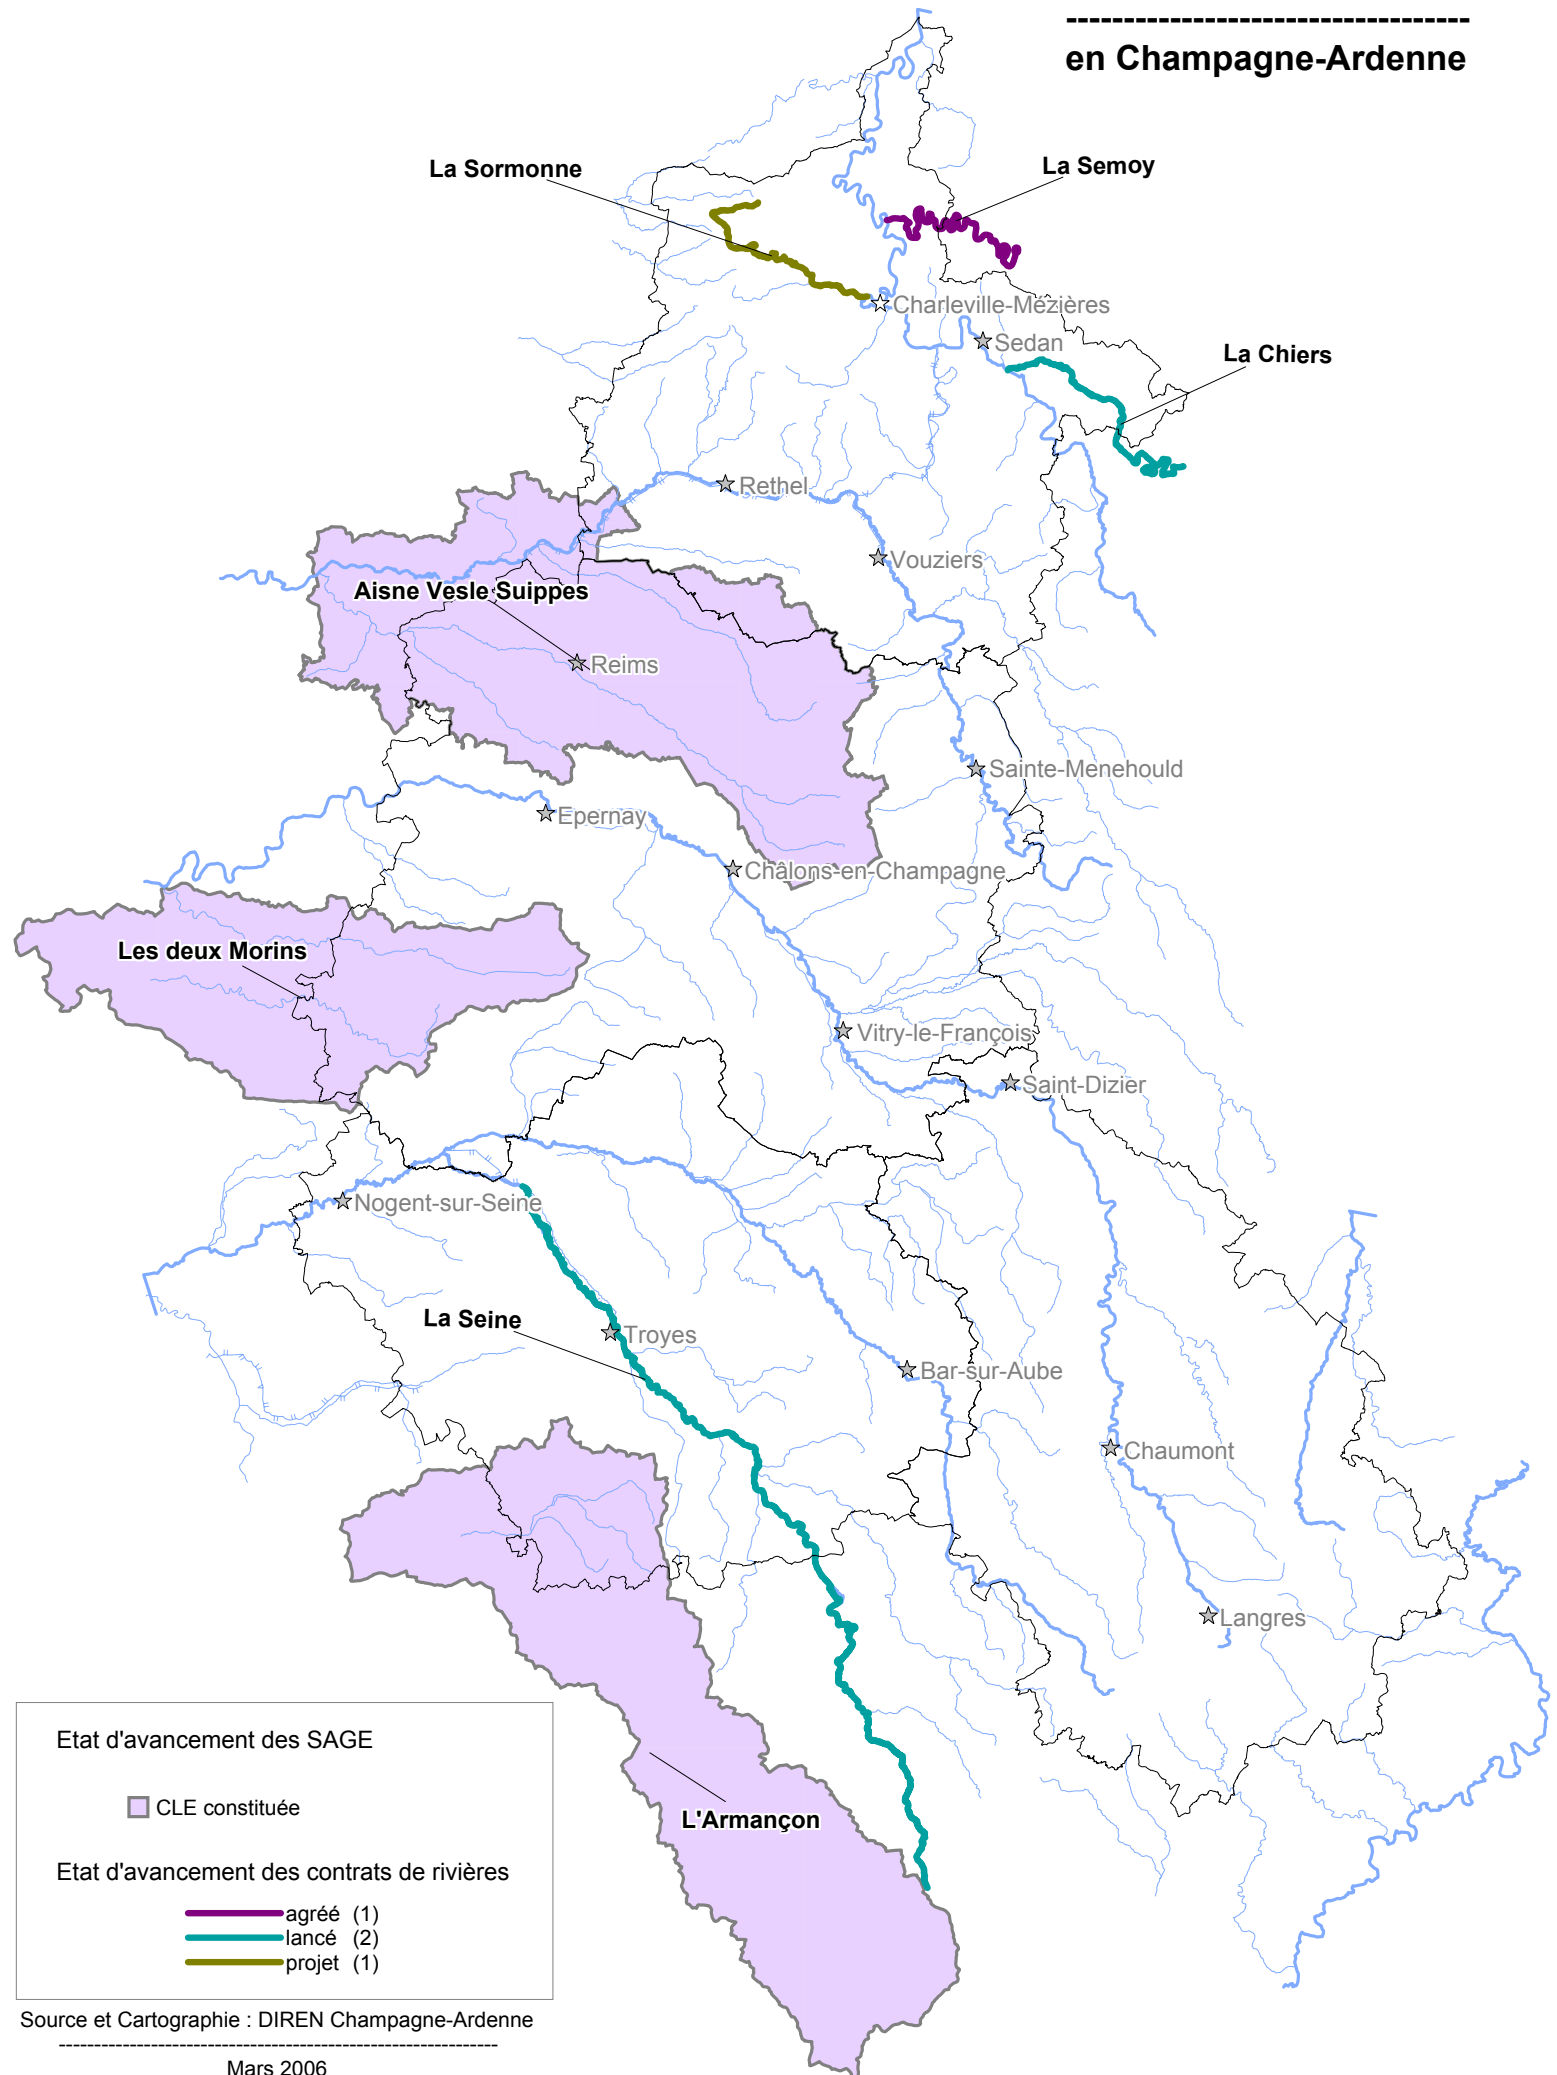 ----------------------------------
en Champagne-Ardenne
La Sormonne
La Semoy
Charleville-Mézières
Sedan
La Chiers
Rethel
Vouziers
Aisne Vesle Suippes
Reims
Sainte-Menehould
Epernay
Châlons-en-Champagne
Les deux Morins
Vitry-le-François
Saint-Dizier
Nogent-sur-Seine
La Seine
Troyes
Bar-sur-Aube
Chaumont
Langres
L'Armançon
Etat d'avancement des SAGE
CLE constituée
Etat d'avancement des contrats de rivières
agréé (1)
lancé (2)
projet (1)
Source et Cartographie : DIREN Champagne-Ardenne
---------------------------------------------------------------
Mars 2006